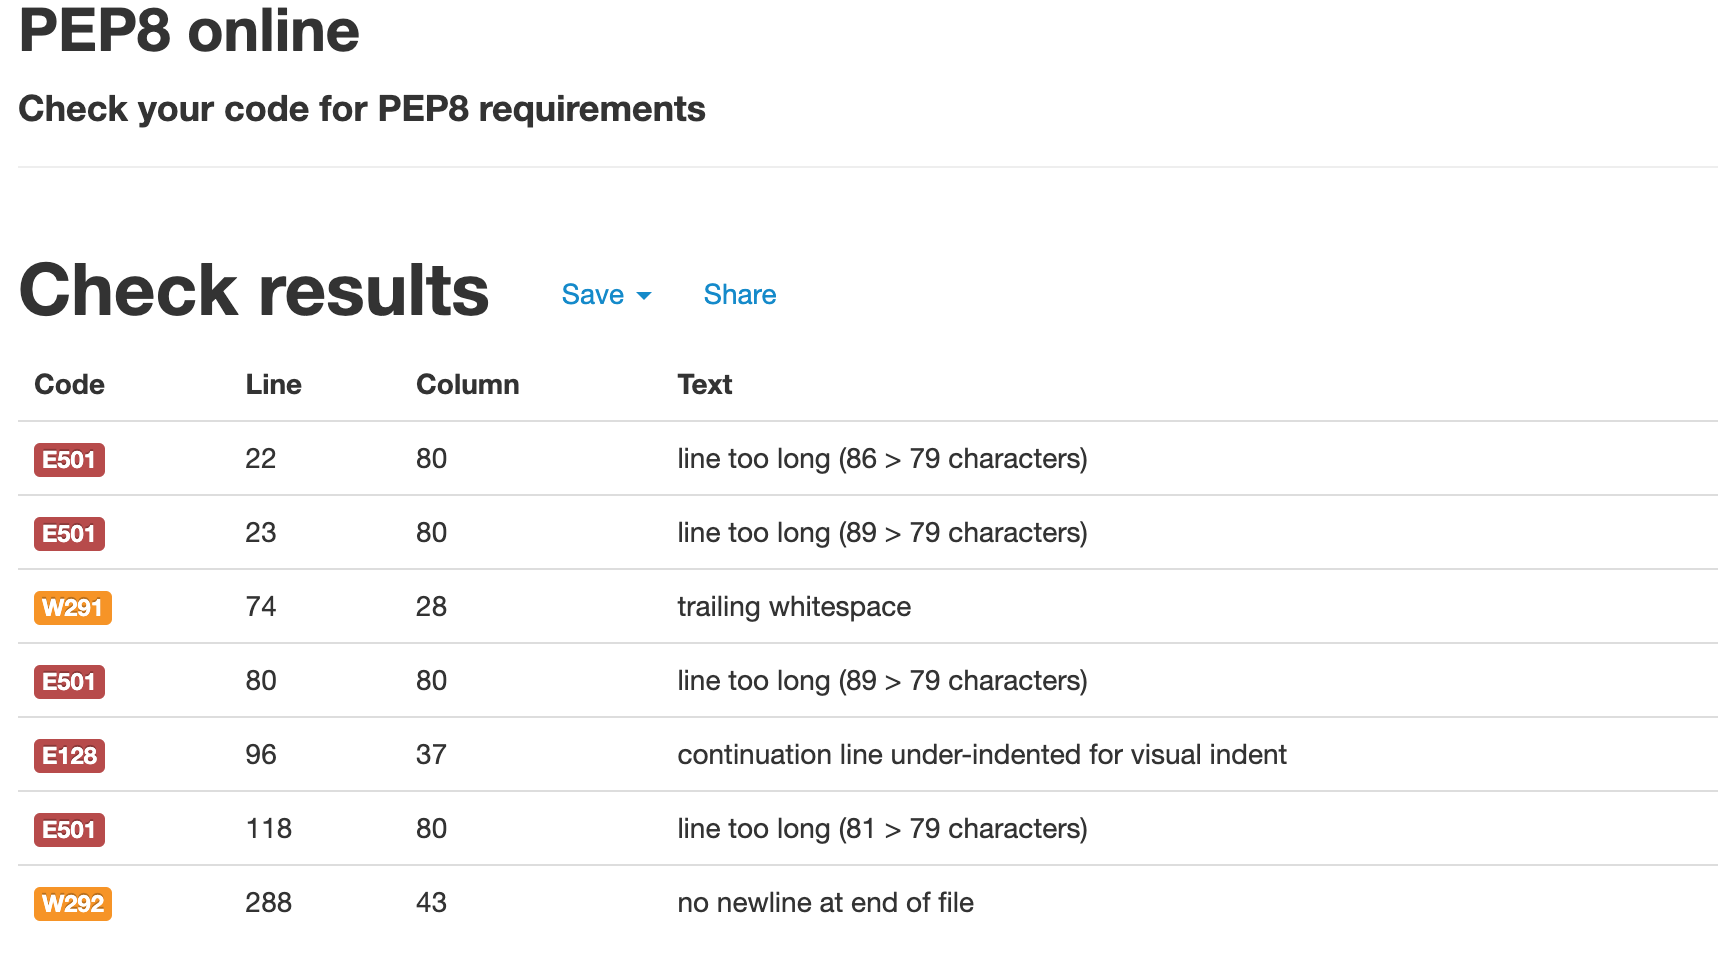 PEP8 online
Check your code for PEP8 requirements
Check results Save Share
Code Line Column Text
E501 22 80 line too long (86 > 79 characters)
E501 23 80 line too long (89 > 79 characters)
W291 74 28 trailing whitespace
E501 80 80 line too long (89 > 79 characters)
E128 96 37 continuation line under-indented for visual indent
E501 118 80 line too long (81 > 79 characters)
W292 288 43 no newline at end of file